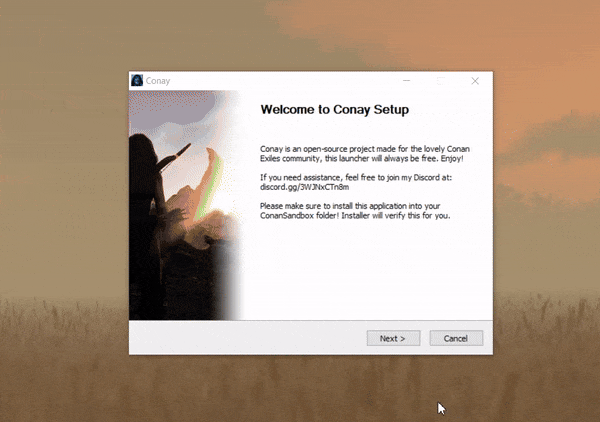 Conay
Welcome to Conay Setup
Conay is an open-source project made for the lovely Conan
Exiles community, this launcher will always be free. Enjoy!
If you need assistance, feel free to join my Discord at:
discord.gg/3WJNxCTn8m
Please make sure to install this application into your
ConanSandbox folder! Installer will verify this for you.
Next >
Cancel